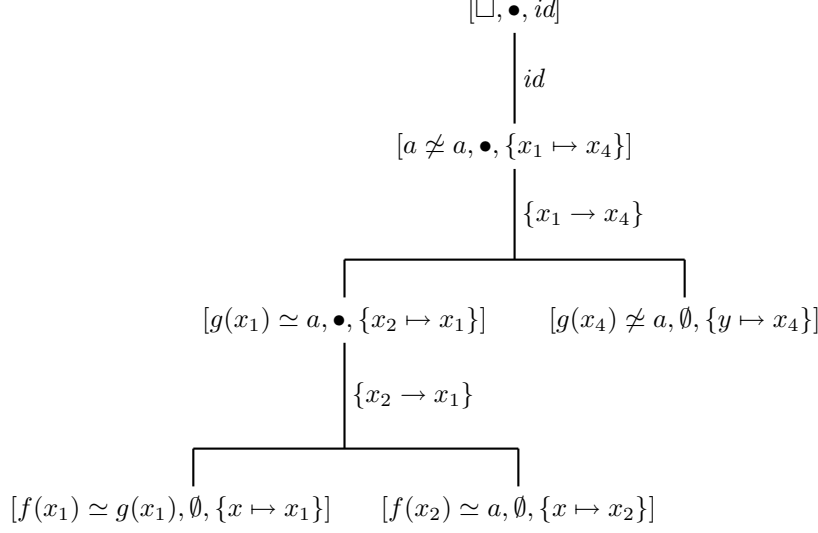 [□, •, id]
id
[a ≄ a, •, {x₁ ↦ x₄}]
{x₁ → x₄}
[g(x₁) ≃ a, •, {x₂ ↦ x₁}] [g(x₄) ≄ a, ∅, {y ↦ x₄}]
{x₂ → x₁}
[f(x₁) ≃ g(x₁), ∅, {x ↦ x₁}] [f(x₂) ≃ a, ∅, {x ↦ x₂}]